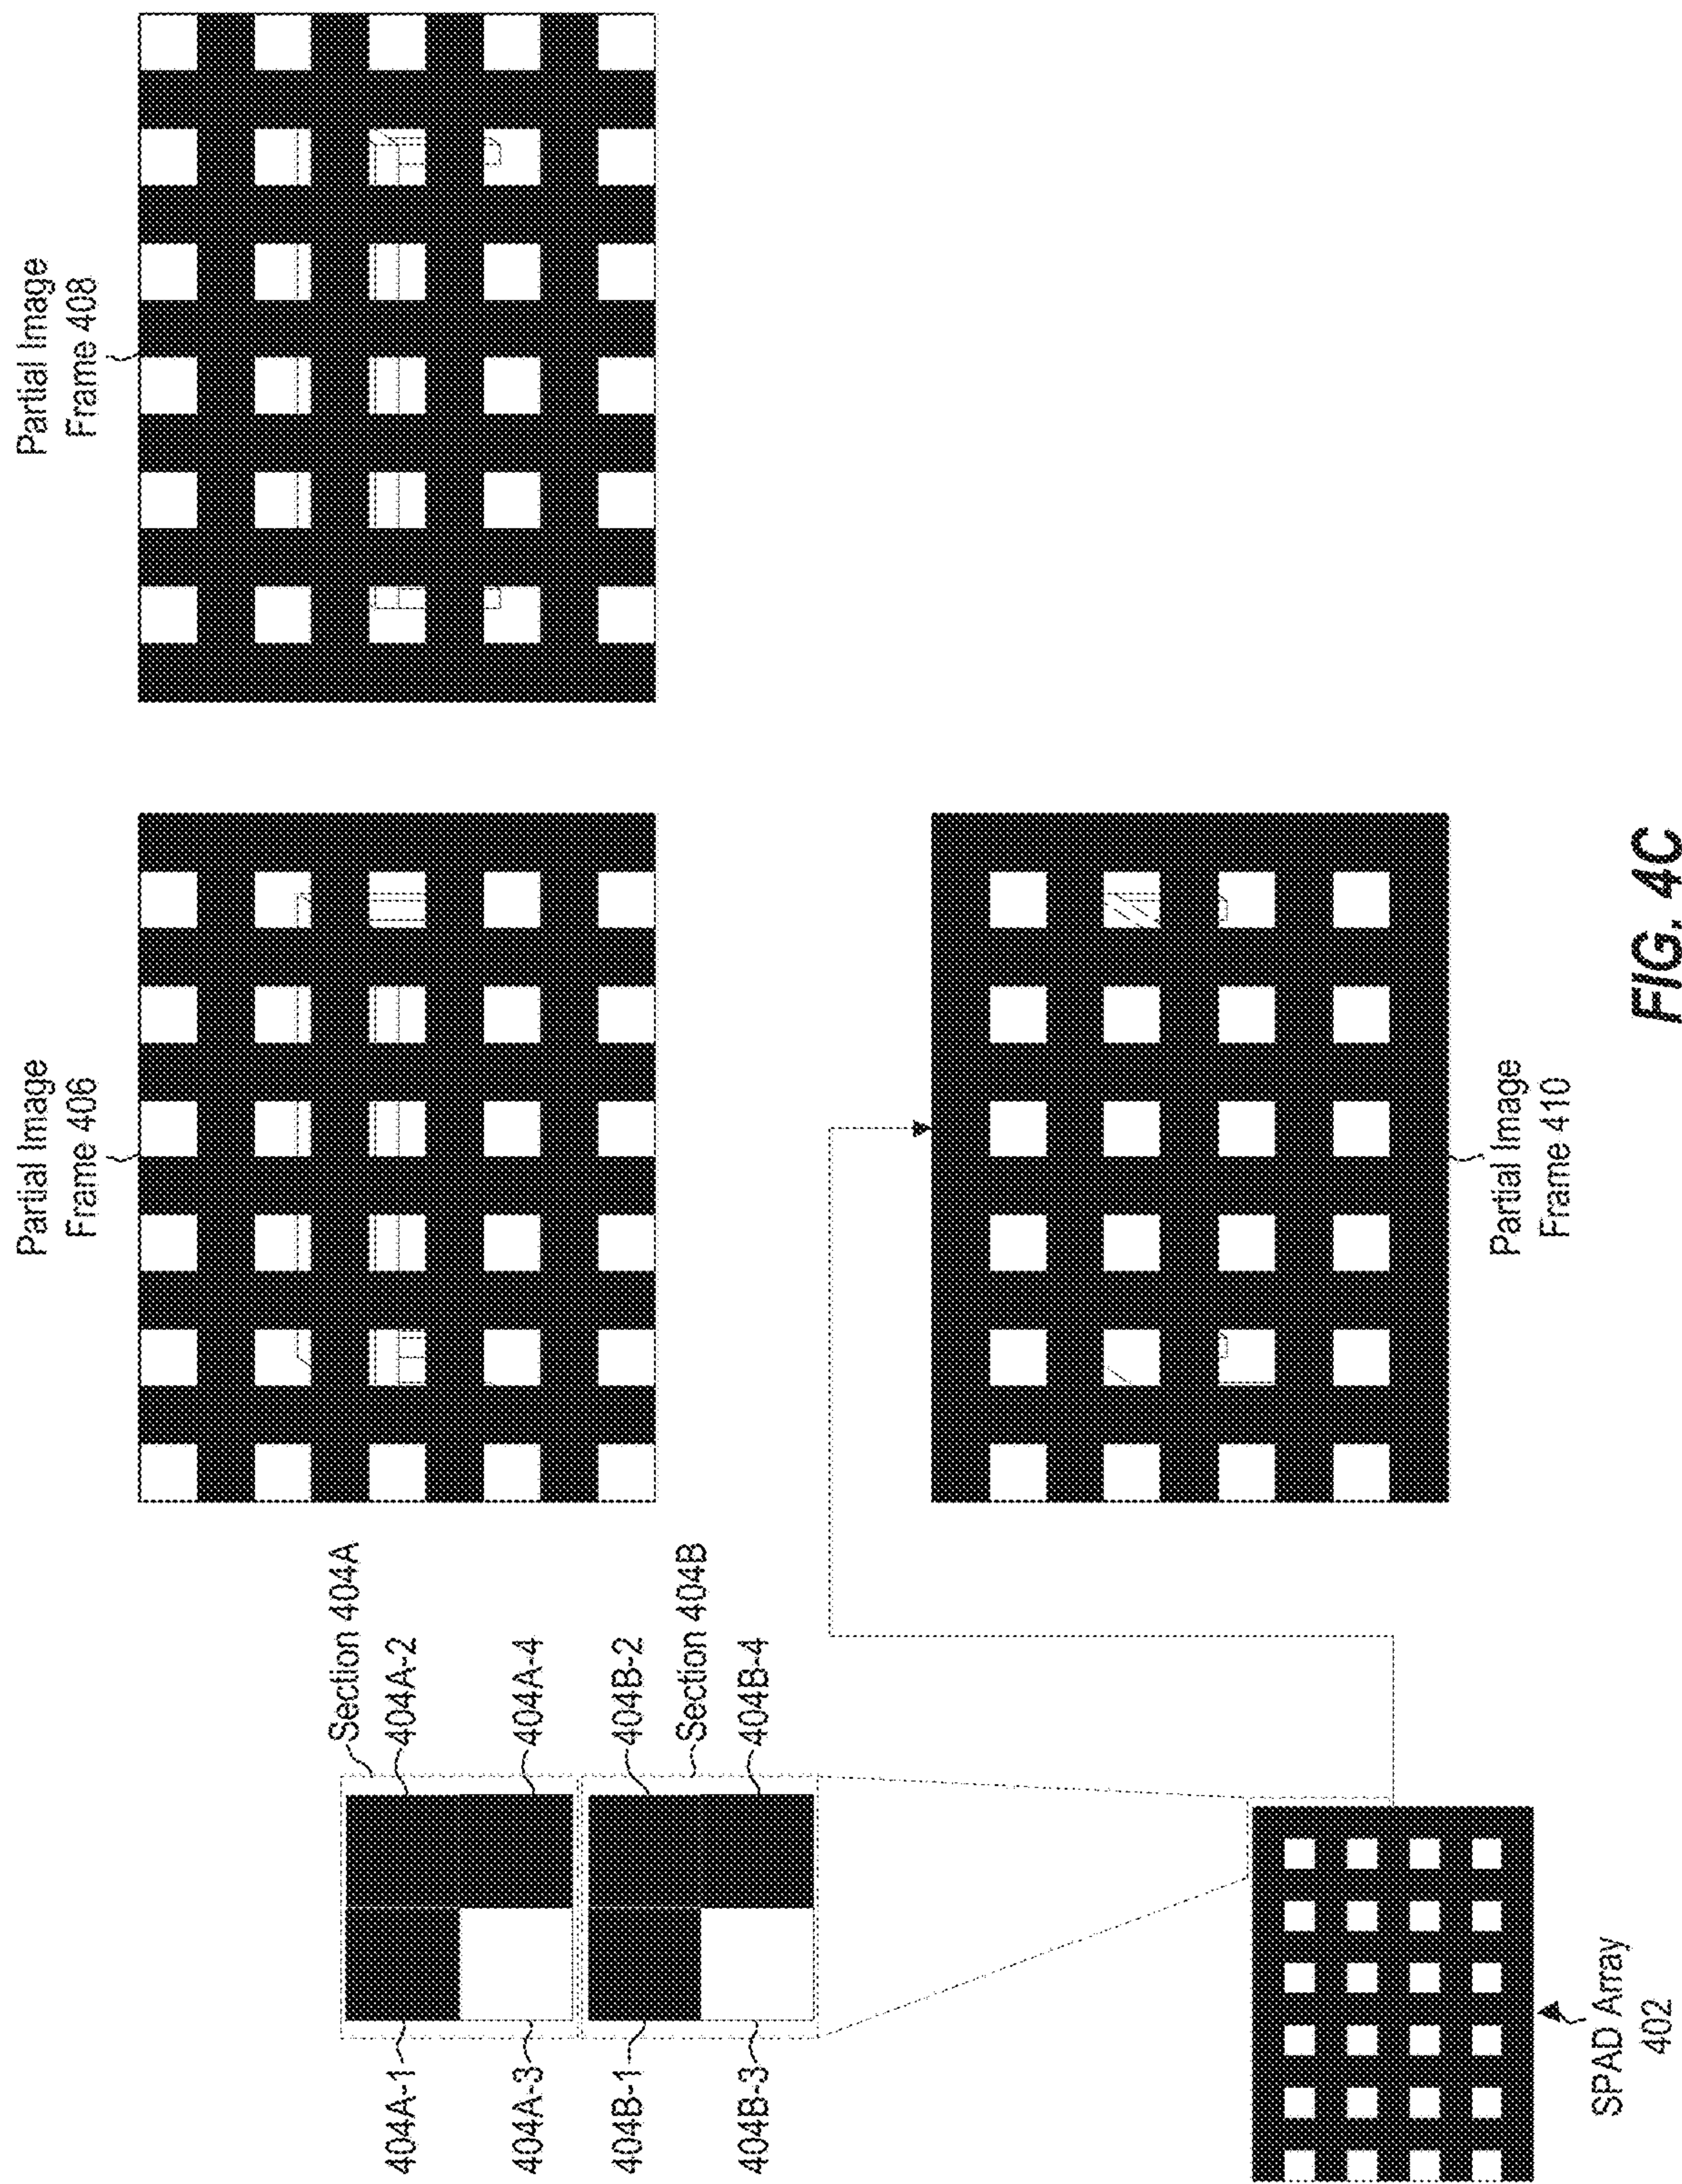 Partial Image
Frame 406
Partial Image
Frame 408
Section 404A
404A-1
404A-2
404A-3
404A-4
404B-1
404B-2
Section 404B
404B-3
404B-4
SPAD Array
402
Partial Image
Frame 410
FIG. 4C